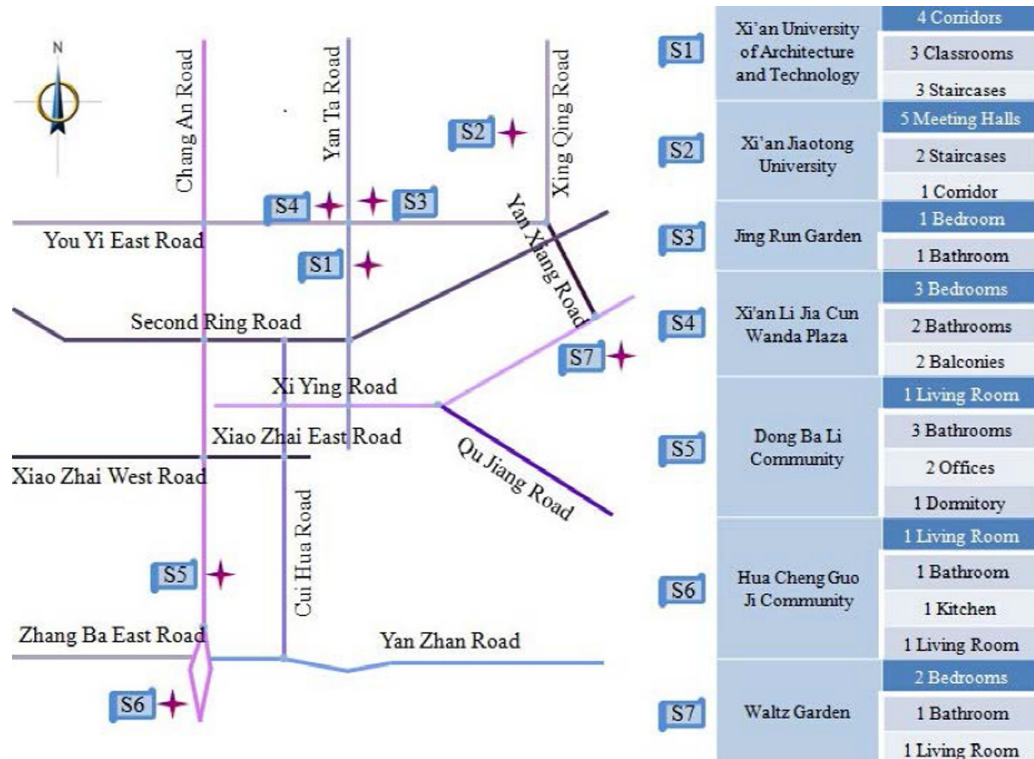 N
Chang An Road
Yan Ta Road
Xing Qing Road
S2
S4
S3
You Yi East Road
S1
Yan Xiang Road
Second Ring Road
S7
Xi Ying Road
Xiao Zhai East Road
Xiao Zhai West Road
Qu Jiang Road
Cui Hua Road
S5
Zhang Ba East Road
Yan Zhan Road
S6
S1
Xi'an University
of Architecture
and Technology
4 Corridors
3 Classrooms
3 Staircases
S2
Xi'an Jiaotong
University
5 Meeting Halls
2 Staircases
1 Corridor
S3
Jing Run Garden
1 Bedroom
1 Bathroom
S4
Xi'an Li Jia Cun
Wanda Plaza
3 Bedrooms
2 Bathrooms
2 Balconies
S5
Dong Ba Li
Community
1 Living Room
3 Bathrooms
2 Offices
1 Dormitory
S6
Hua Cheng Guo
Ji Community
1 Living Room
1 Bathroom
1 Kitchen
1 Living Room
S7
Waltz Garden
2 Bedrooms
1 Bathroom
1 Living Room